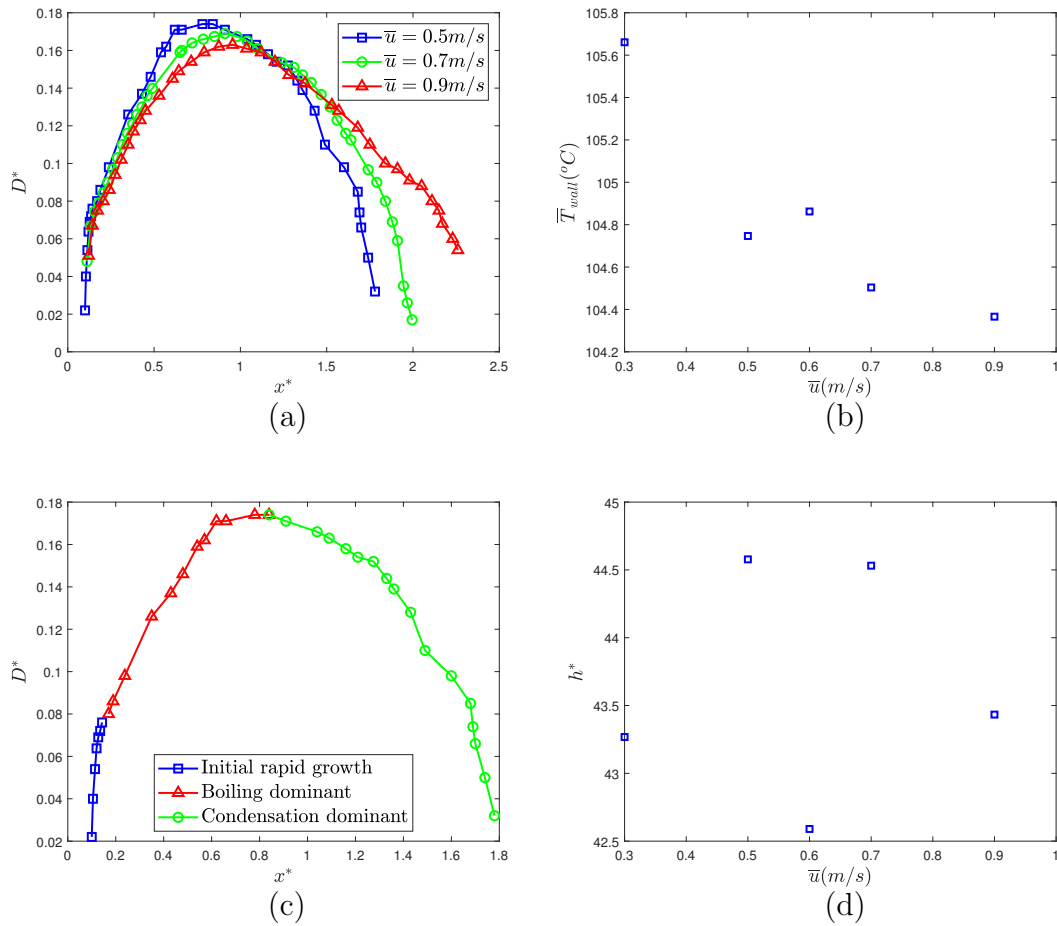 0.18
0.16
0.14
0.12
0.1
0.08
0.06
0.04
0.02
0
D*
0 0.5 1 1.5 2 2.5
x*
u̅ = 0.5m/s
u̅ = 0.7m/s
u̅ = 0.9m/s
(a)
105.8
105.6
105.4
105.2
105
104.8
104.6
104.4
104.2
T̅wall(°C)
0.3 0.4 0.5 0.6 0.7 0.8 0.9 1
u̅(m/s)
(b)
0.18
0.16
0.14
0.12
0.1
0.08
0.06
0.04
0.02
D*
0 0.2 0.4 0.6 0.8 1 1.2 1.4 1.6 1.8
x*
Initial rapid growth
Boiling dominant
Condensation dominant
(c)
45
44.5
44
43.5
43
42.5
h*
0.3 0.4 0.5 0.6 0.7 0.8 0.9 1
u̅(m/s)
(d)